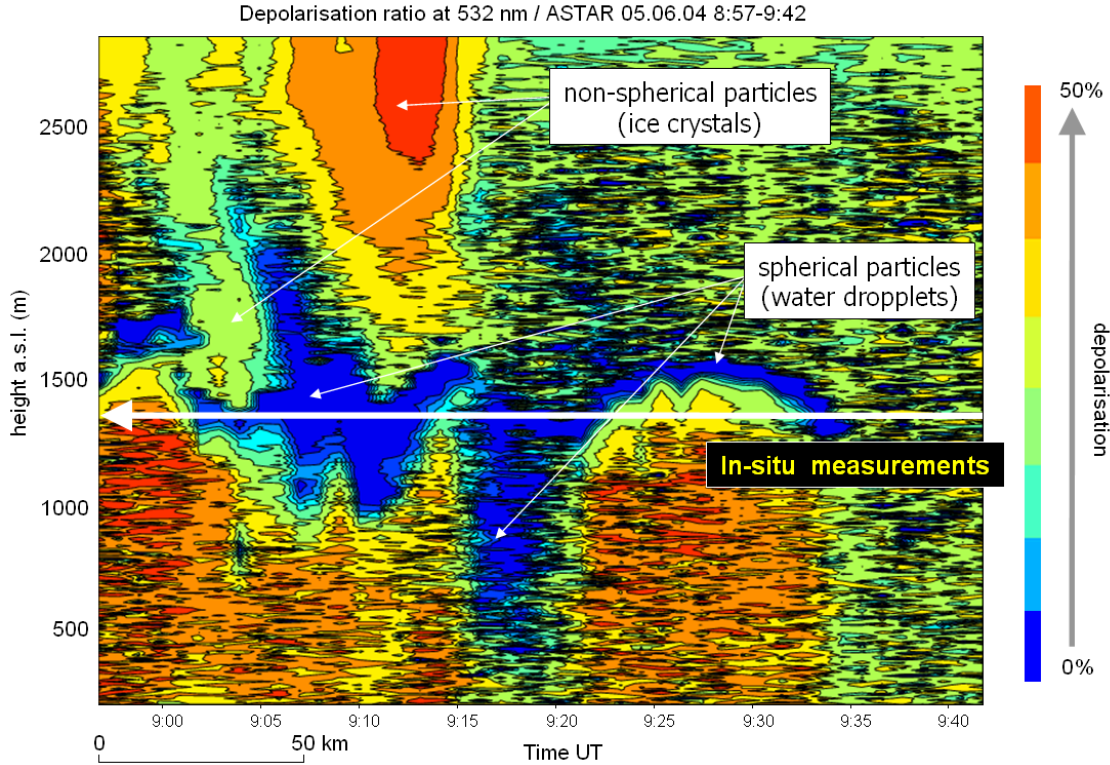 Depolarisation ratio at 532 nm / ASTAR 05.06.04 8:57-9:42
non-spherical particles
(ice crystals)
spherical particles
(water dropplets)
In-situ measurements
height a.s.l. (m)
2500
2000
1500
1000
500
50%
depolarisation
0%
9:00
9:05
9:10
9:15
9:20
9:25
9:30
9:35
9:40
0
50 km
Time UT